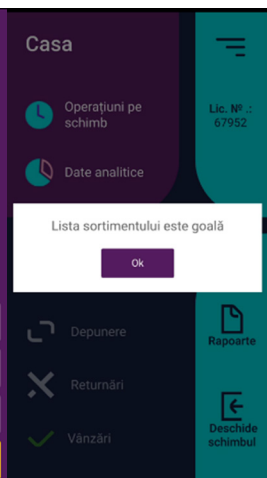 Casa
Operațiuni pe
schimb
Lic. Nº .:
67952
Date analitice
Lista sortimentului este goală
Ok
Depunere
Rapoarte
Returnări
Vânzări
Deschide
schimbul